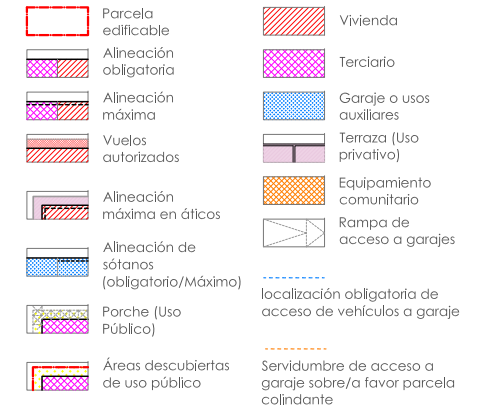 Parcela
edificable
Alineación
obligatoria
Alineación
máxima
Vuelos
autorizados
Alineación
máxima en áticos
Alineación de
sótanos
(obligatorio/Máximo)
Porche (Uso
Público)
Áreas descubiertas
de uso público
Vivienda
Terciario
Garaje o usos
auxiliares
Terraza (Uso
privativo)
Equipamiento
comunitario
Rampa de
acceso a garajes
localización obligatoria de
acceso de vehículos a garaje
Servidumbre de acceso a
garaje sobre/a favor parcela
colindante